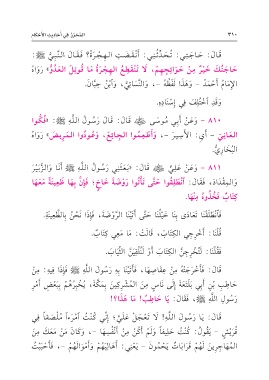 ٣١٠ المُحَرَّر فِي أَحَادِيثِ الأَحْكَامِ
قَالَ: حَاجَتِي: تُحَدِّثُنِي: أَنْقَضَتِ الهِجْرَةُ؟ فَقَالَ النَّبِيُّ ﷺ:
حَاجَتُكَ خَيْرٌ مِنْ حَوَائِجِهِمْ، لَا تَنْقَطِعُ الهِجْرَةُ مَا قُوتِلَ العَدُوُّ» رَوَاهُ
الإِمَامُ أَحْمَدُ - وَهَذَا لَفْظُهُ -، وَالنَّسَائِيُّ، وَابْنُ حِبَّانَ.
وَقَدِ اخْتُلِفَ فِي إِسْنَادِهِ.
٨١٠ - وَعَنْ أَبِي مُوسَى ﷺ قَالَ: قَالَ رَسُولُ اللَّهِ ﷺ: «فُكُّوا
العَانِيَ - أَيِ: الأَسِيرَ -، وَأَطْعِمُوا الجَائِعَ، وَعُودُوا المَرِيضَ» رَوَاهُ
البُخَارِيُّ.
٨١١ - وَعَنْ عَلِيٍّ ﷺ قَالَ: «بَعَثَنِي رَسُولُ اللَّهِ ﷺ أَنَا وَالزُّبَيْرَ
وَالمِقْدَادَ، فَقَالَ: انْطَلِقُوا حَتَّى تَأْتُوا رَوْضَةَ خَاخٍ؛ فَإِنَّ بِهَا ظَعِينَةً مَعَهَا
كِتَابٌ فَخُذُوهُ مِنْهَا.
فَانْطَلَقْنَا تَعَادَى بِنَا خَيْلُنَا حَتَّى أَتَيْنَا الرَّوْضَةَ، فَإِذَا نَحْنُ بِالظَّعِينَةِ.
قُلْنَا: أَخْرِجِي الكِتَابَ، قَالَتْ: مَا مَعِي كِتَابٌ.
فَقُلْنَا: لَتُخْرِجِنَّ الكِتَابَ أَوْ لَنُلْقِيَنَّ الثِّيَابَ.
قَالَ: فَأَخْرَجَتْهُ مِنْ عِقَاصِهَا، فَأَتَيْنَا بِهِ رَسُولَ اللَّهِ ﷺ فَإِذَا فِيهِ: مِنْ
حَاطِبِ بْنِ أَبِي بَلْتَعَةَ إِلَى نَاسٍ مِنَ المُشْرِكِينَ بِمَكَّةَ، يُخْبِرُهُمْ بِبَعْضِ أَمْرِ
رَسُولِ اللَّهِ ﷺ، فَقَالَ: يَا حَاطِبُ! مَا هَذَا؟!
قَالَ: يَا رَسُولَ اللَّهِ! لَا تَعْجَلْ عَلَيَّ؛ إِنِّي كُنْتُ امْرَءاً مُلْصَقاً فِي
قُرَيْشٍ - يَقُولُ: كُنْتُ حَلِيفاً وَلَمْ أَكُنْ مِنْ أَنْفُسِهَا -، وَكَانَ مَنْ مَعَكَ مِنَ
المُهَاجِرِينَ لَهُمْ قَرَابَاتٌ يَحْمُونَ - يَعْنِي: أَهْلِيهِمْ وَأَمْوَالَهُمْ -، فَأَحْبَبْتُ